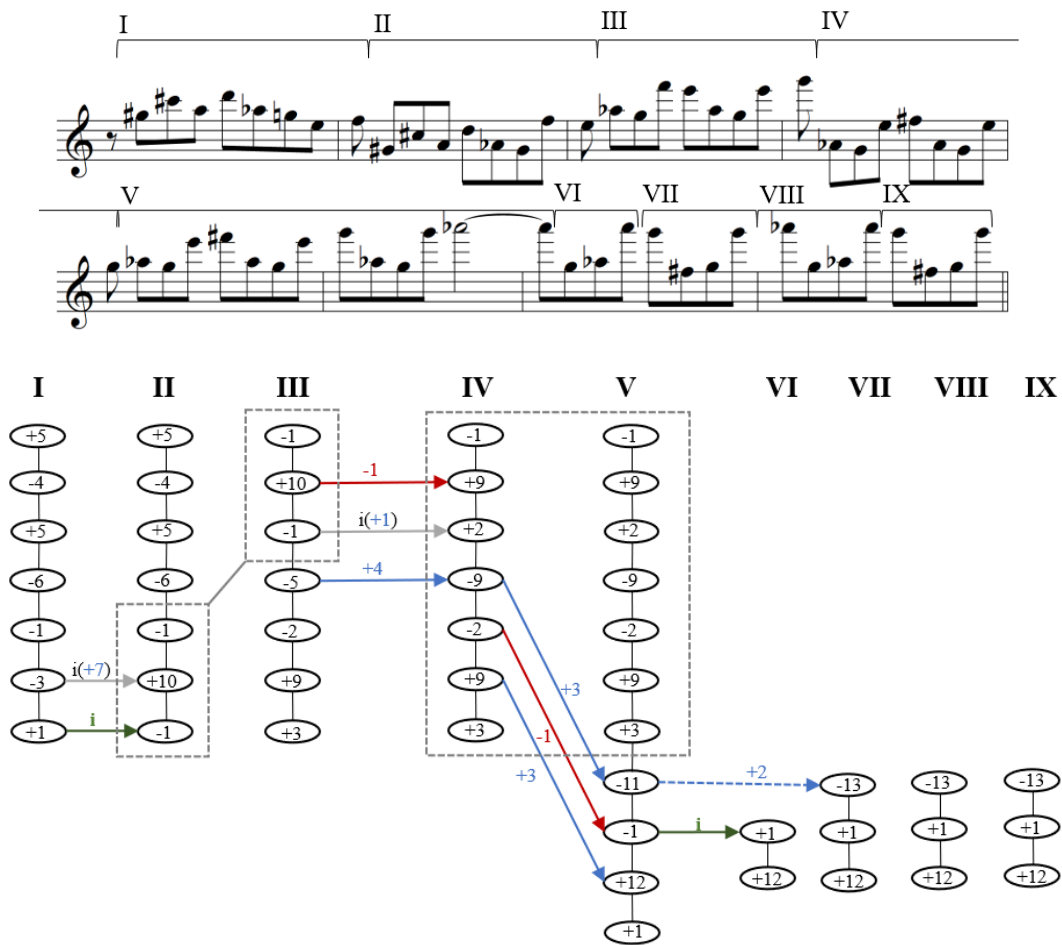 I II III IV
V VI VII VIII IX
I II III IV V VI VII VIII IX
+5 +5 -1 -1 -1
-4 -4 +10 -1 +9 +9
+5 +5 -1 i(+1) +2 +2
-6 -6 -5 +4 -9 -9
-1 -1 -2 -2 -2
-3 i(+7) +10 +9 +9 +3 +9
+1 i -1 +3 +3 -1 +3
+3 -11 +2 -13 -13 -13
-1 i +1 +1 +1 +1
+12 +12 +12 +12 +12
+1